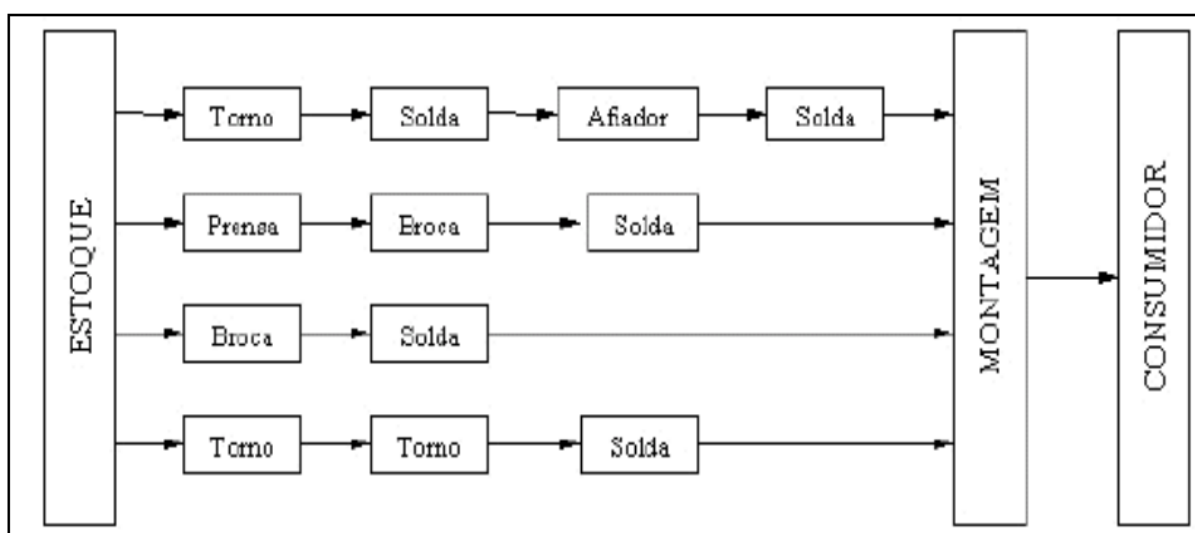 ESTOQUE
Torno
Solda
Afiador
Solda
Prensa
Broca
Solda
Broca
Solda
Torno
Torno
Solda
MONTAGEM
CONSUMIDOR